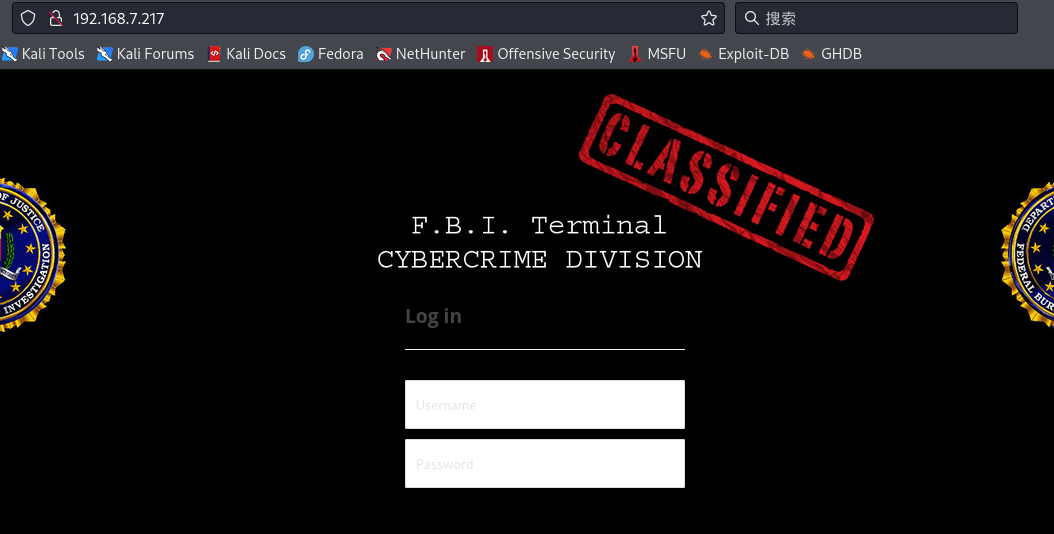 192.168.7.217
搜索
Kali Tools Kali Forums Kali Docs Fedora NetHunter Offensive Security MSFU Exploit-DB GHDB
CLASSIFIED
OF JUSTICE
DEPART
F.B.I. Terminal
CYBERCRIME DIVISION
INVESTIGATION
FEDERAL BUR
Log in
Username
Password